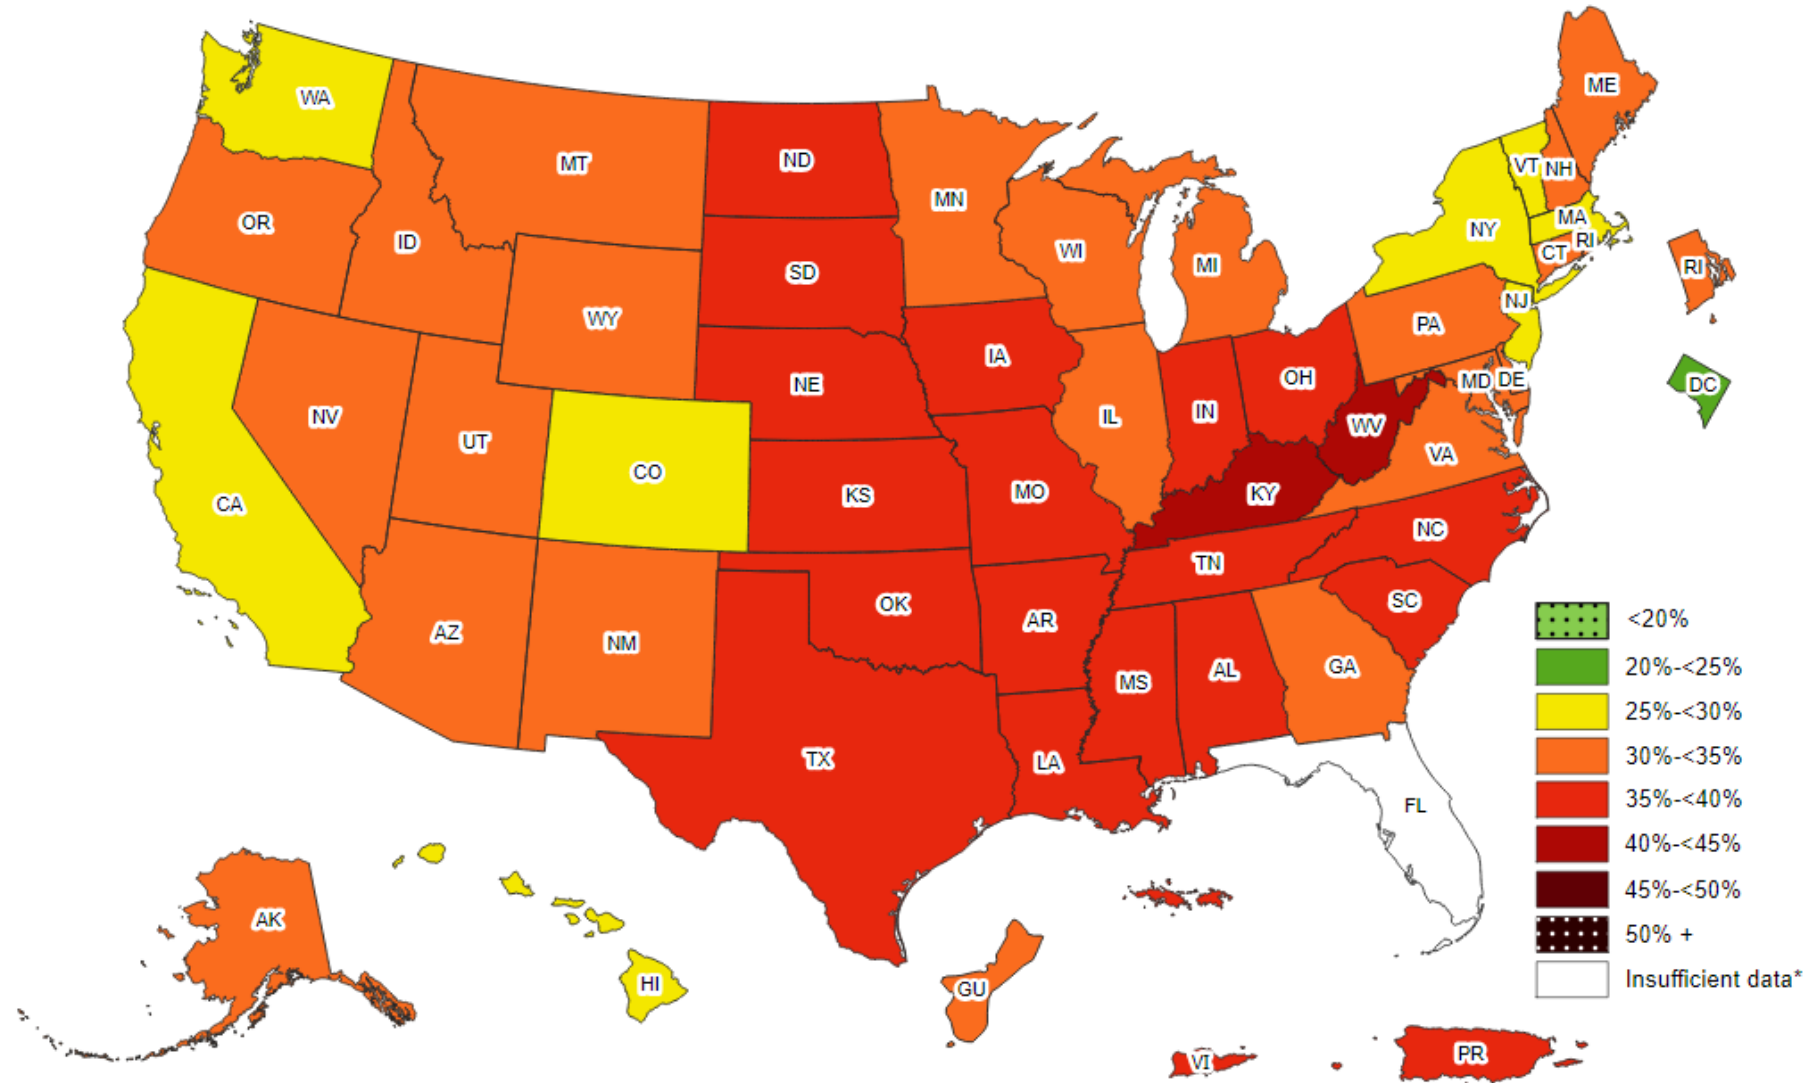 WA
MT
ND
MN
ME
VT
NH
OR
ID
SD
WI
MI
NY
MA
CT
RI
RI
WY
IA
NE
PA
NJ
NV
UT
CO
IL
IN
OH
WV
MD
DE
DC
VA
CA
KS
MO
KY
NC
TN
AZ
NM
OK
AR
SC
MS
AL
GA
TX
LA
FL
AK
HI
GU
VI
PR
<20%
20%-<25%
25%-<30%
30%-<35%
35%-<40%
40%-<45%
45%-<50%
50% +
Insufficient data*